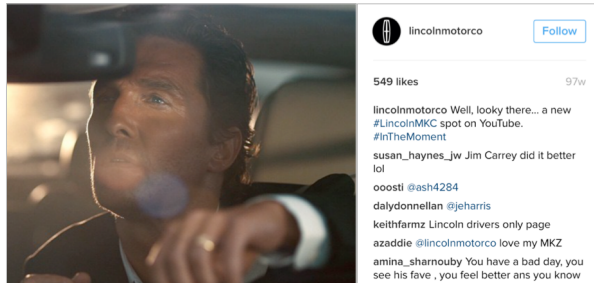 lincolnmotorco
Follow
549 likes
97w
lincolnmotorco Well, looky there... a new
#LincolnMKC spot on YouTube.
#InTheMoment
susan_haynes_jw Jim Carrey did it better
lol
ooosti @ash4284
dalydonnellan @jeharris
keithfarmz Lincoln drivers only page
azaddie @lincolnmotorco love my MKZ
amina_sharnouby You have a bad day, you
see his fave , you feel better ans you know